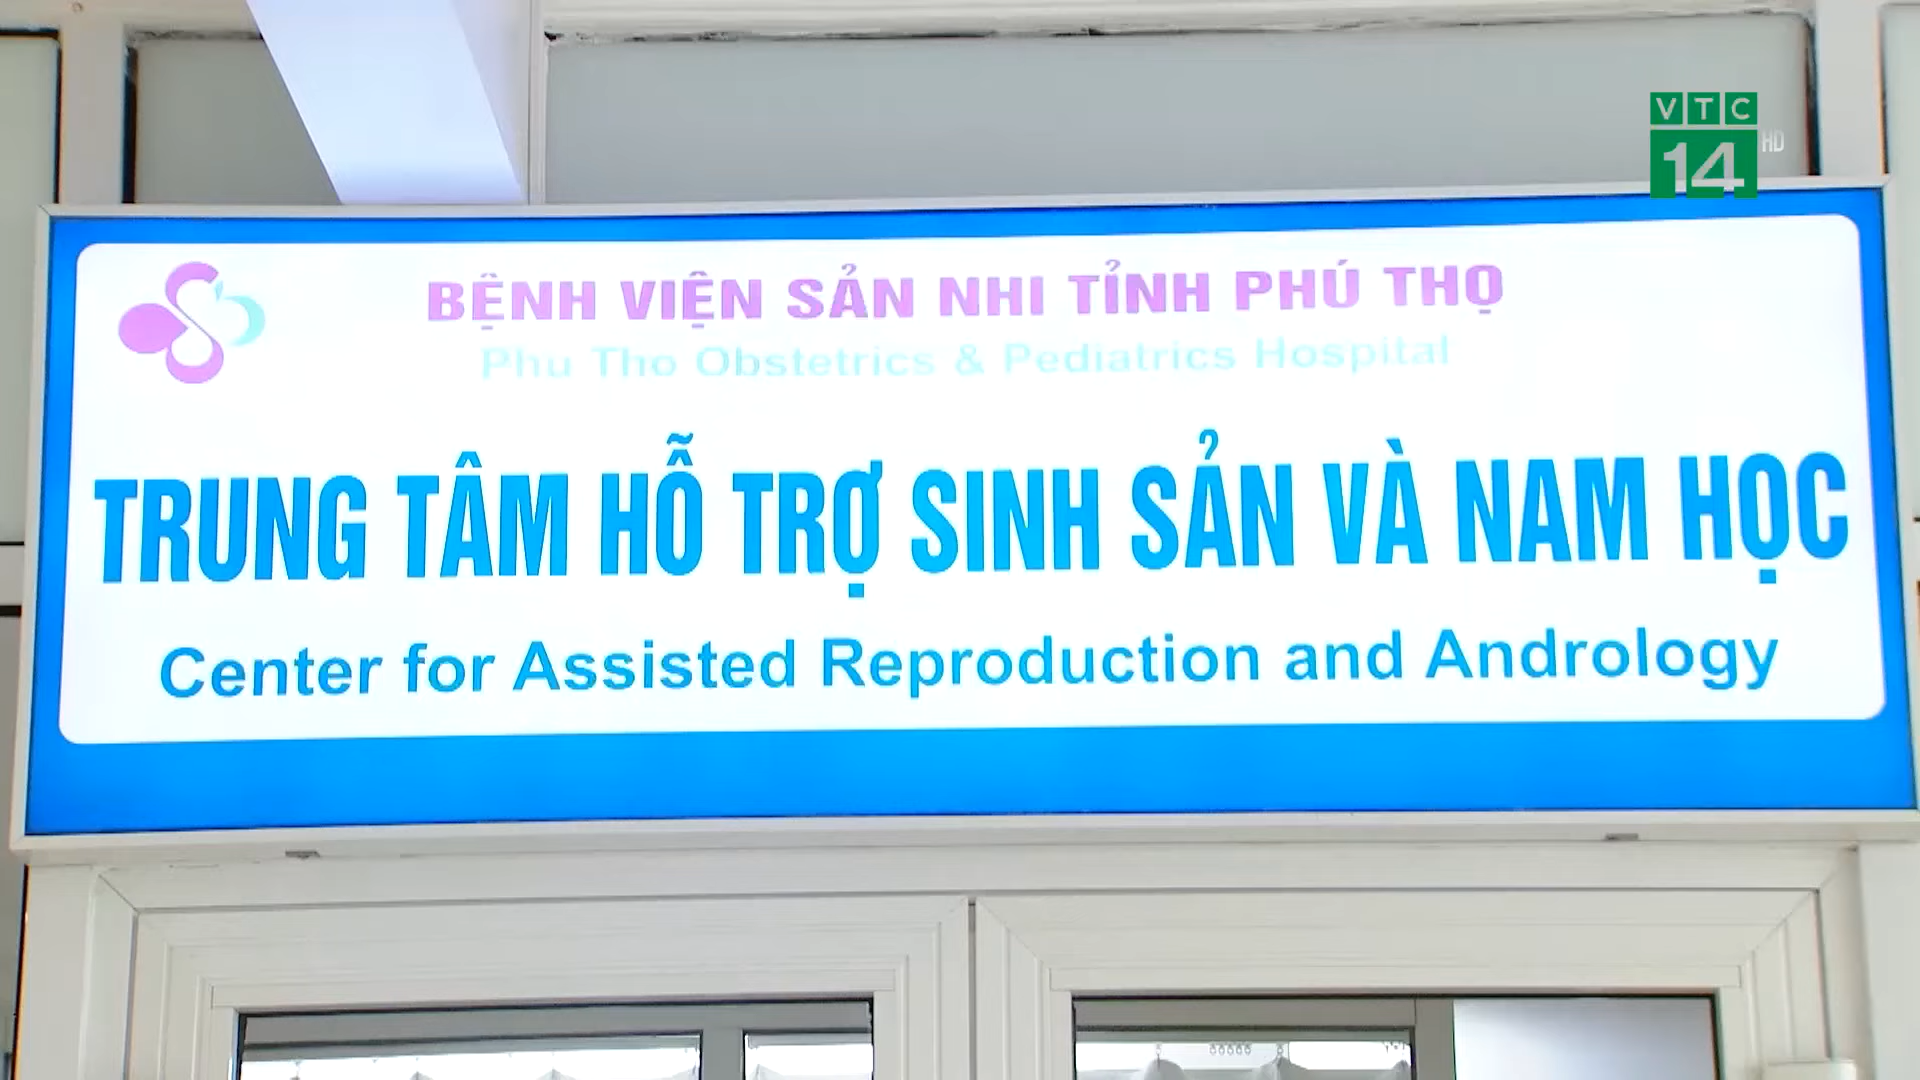 VTC
14 HD
BỆNH VIỆN SẢN NHI TỈNH PHÚ THỌ
Phu Tho Obstetrics & Pediatrics Hospital
TRUNG TÂM HỖ TRỢ SINH SẢN VÀ NAM HỌC
Center for Assisted Reproduction and Andrology